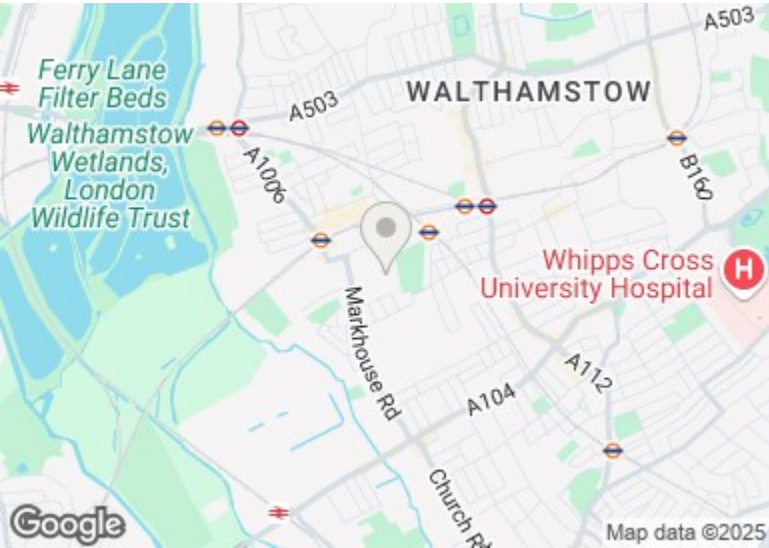 A503
Ferry Lane
Filter Beds
WALTHAMSTOW
A503
Walthamstow
Wetlands,
London
Wildlife Trust
A1006
B160
Whipps Cross
University Hospital
H
Markhouse Rd
A112
A104
Church Rd
Google
Map data ©2025